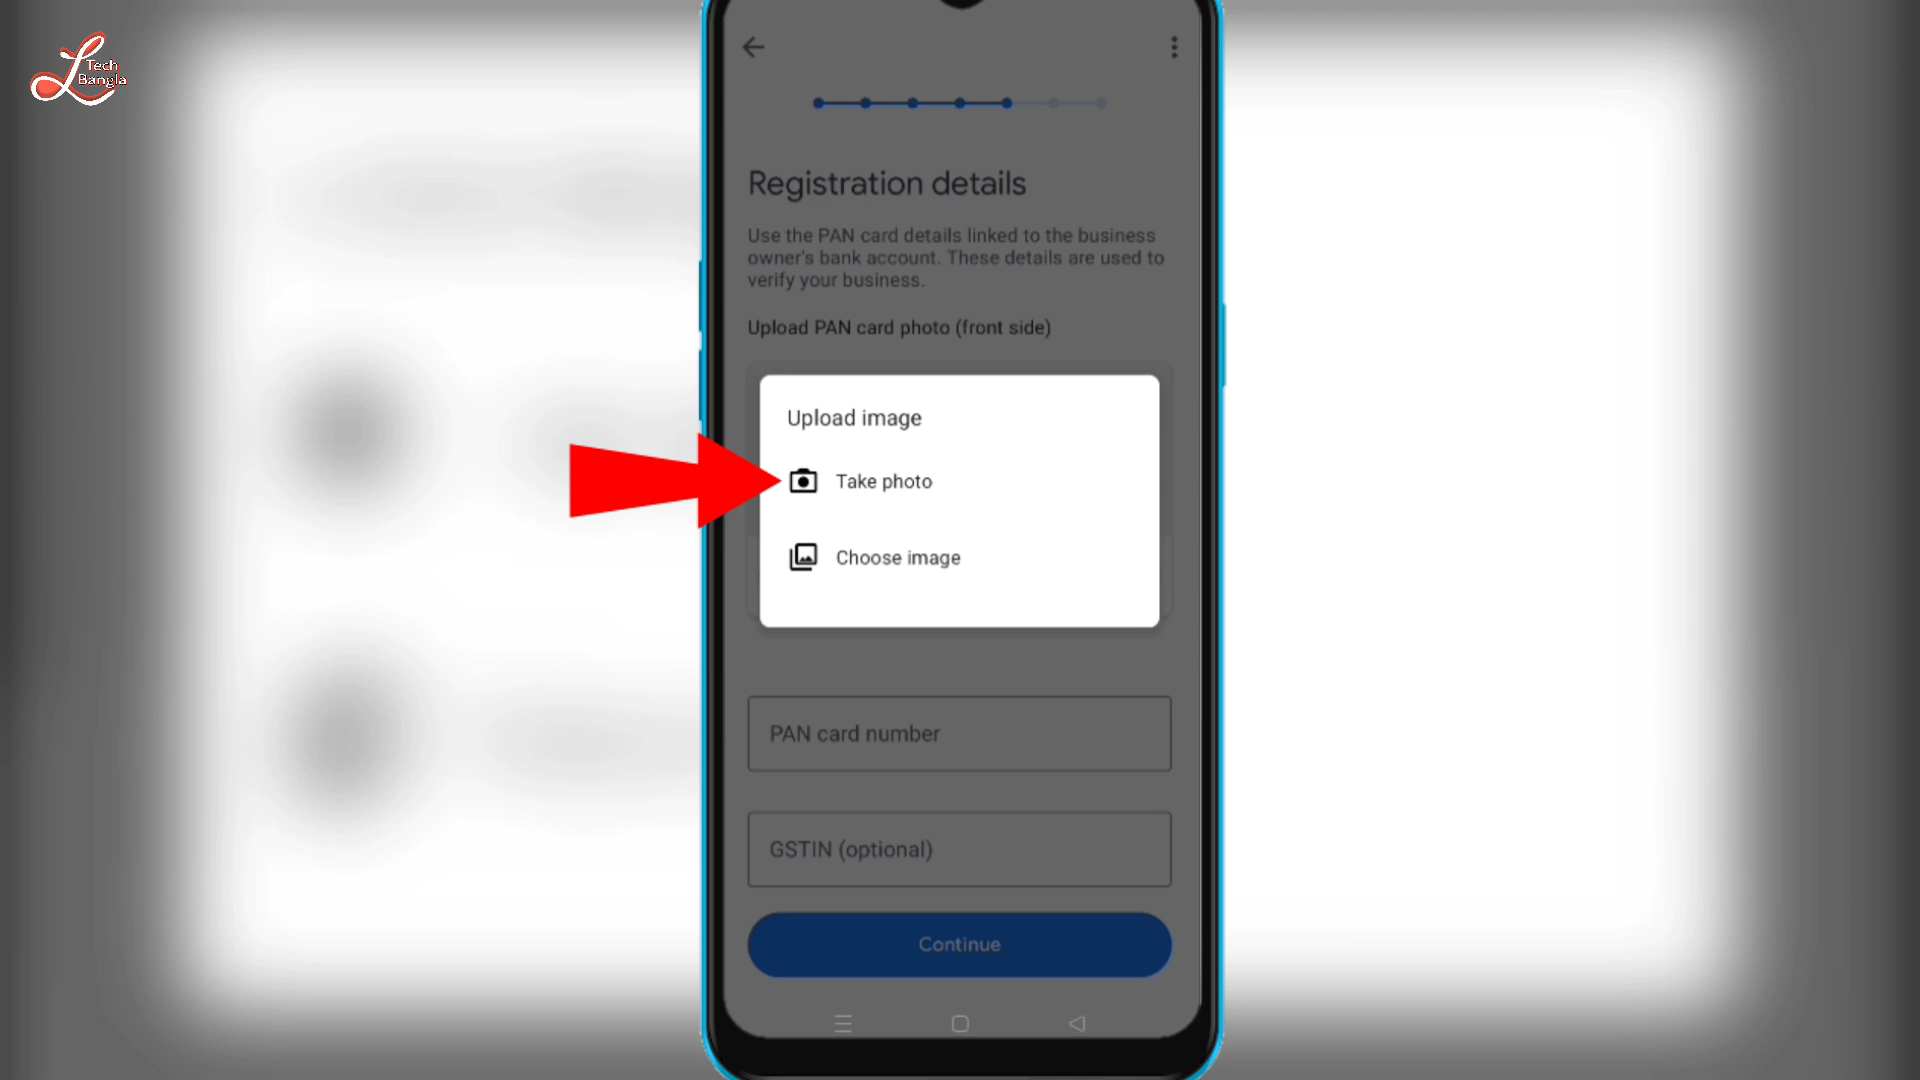 Tech
Bangla
Registration details
Use the PAN card details linked to the business
owner's bank account. These details are used to
verify your business.
Upload PAN card photo (front side)
Upload image
Take photo
Choose image
PAN card number
GSTIN (optional)
Continue